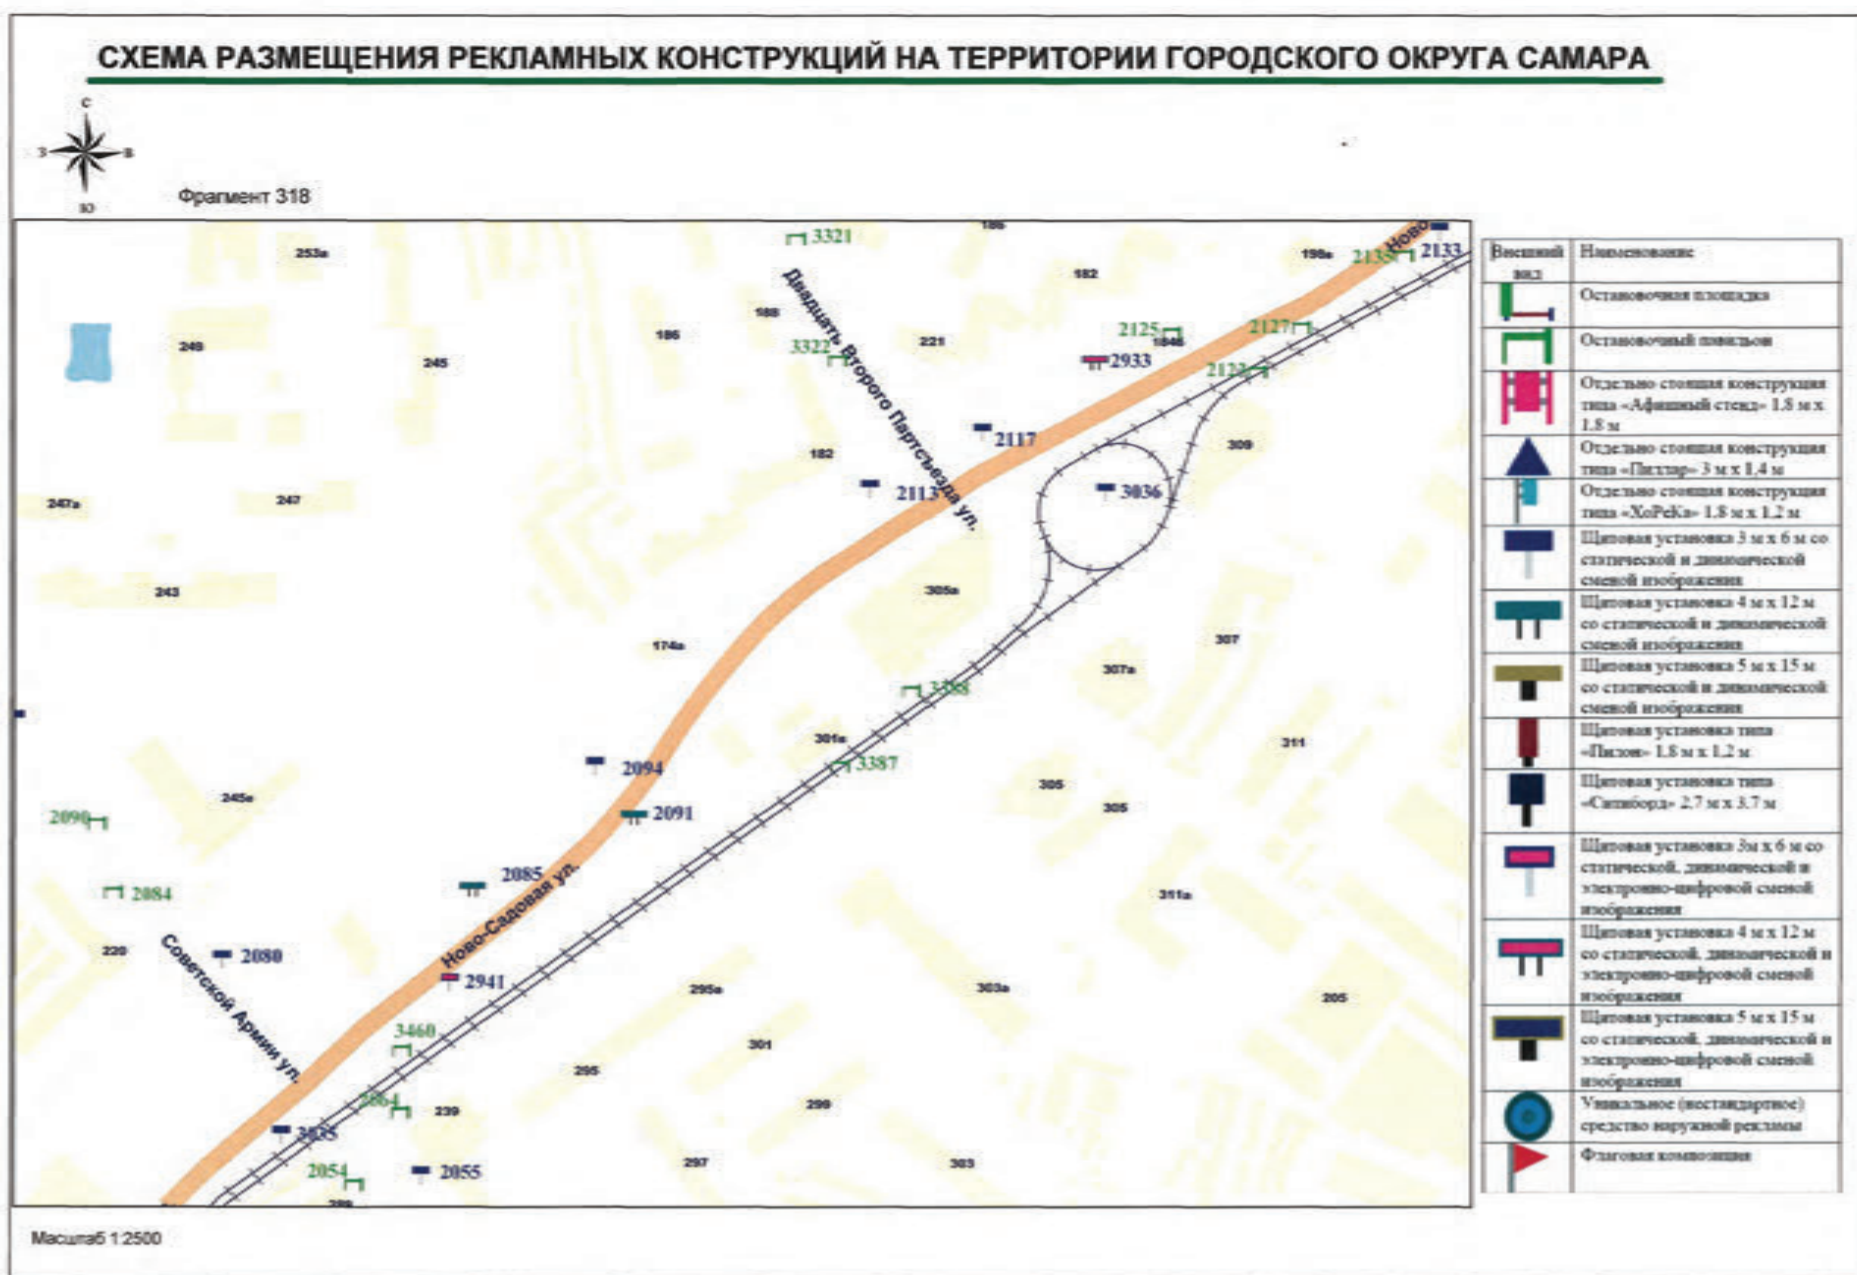 СХЕМА РАЗМЕЩЕНИЯ РЕКЛАМНЫХ КОНСТРУКЦИЙ НА ТЕРРИТОРИИ ГОРОДСКОГО ОКРУГА САМАРА
С
З В
Ю
Фрагмент 318
186
Ново
2133
2135
198а
3321
253а
182
188
221
2125
2127
184б
186
249
245
3322
2933
Двадцать Второго Партсъезда ул.
2117
309
182
2113
3036
247а
247
243
305а
174а
307
307а
3388
301а
3387
311
2094
305
305
245в
2091
2090
2085
2084
311а
Ново-Садовая ул.
220
2080
Советской Армии ул.
2941
295а
303а
205
3460
301
295
299
239
3035
2054
2055
297
303
Внешний вид
Наименование
Остановочная площадка
Остановочный павильон
Отдельно стоящая конструкция
типа «Афишный стенд» 1.8 м х
1.8 м
Отдельно стоящая конструкция
типа «Пиллар» 3 м х 1,4 м
Отдельно стоящая конструкция
типа «ХоРеКа» 1.8 м х 1.2 м
Щитовая установка 3 м х 6 м со
статической и динамической
сменой изображения
Щитовая установка 4 м х 12 м
со статической и динамической
сменой изображения
Щитовая установка 5 м х 15 м
со статической и динамической
сменой изображения
Щитовая установка типа
«Пилон» 1.8 м х 1.2 м
Щитовая установка типа
«Ситиборд» 2.7 м х 3.7 м
Щитовая установка 3м х 6 м со
статической, динамической и
электронно-цифровой сменой
изображения
Щитовая установка 4 м х 12 м
со статической, динамической и
электронно-цифровой сменой
изображения
Щитовая установка 5 м х 15 м
со статической, динамической и
электронно-цифровой сменой
изображения
Уникальное (нестандартное)
средство наружной рекламы
Флаговая композиция
Масштаб 1:2500